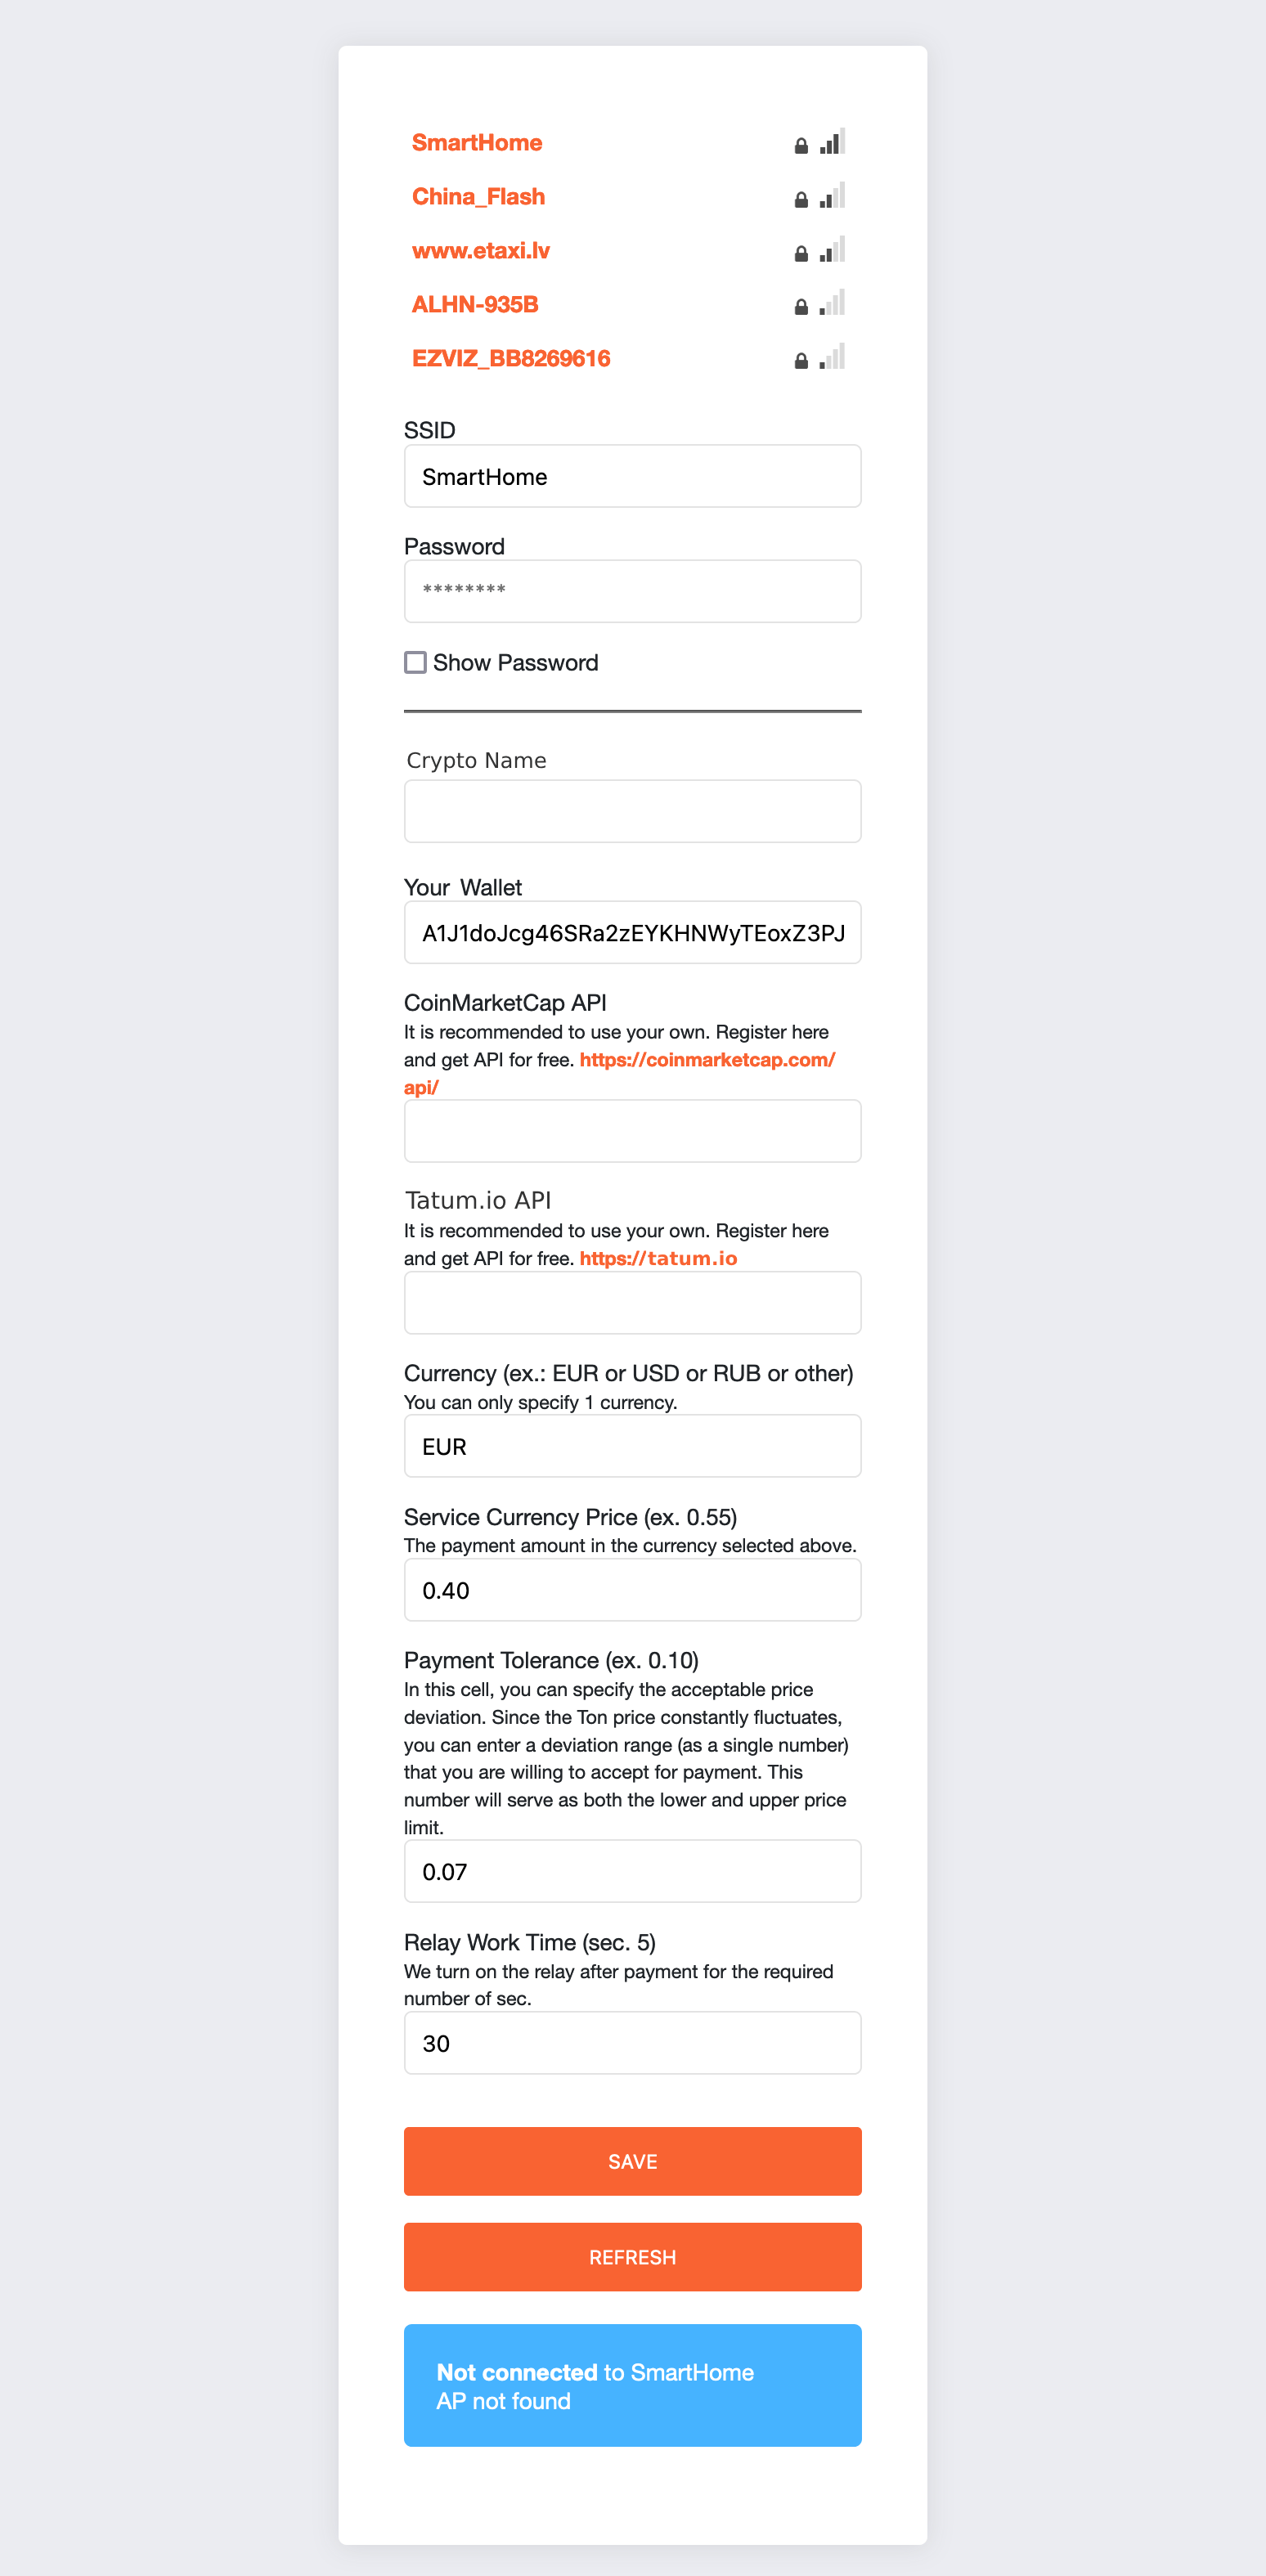 SmartHome
China_Flash
www.etaxi.lv
ALHN-935B
EZVIZ_BB8269616
SSID
SmartHome
Password
********
Show Password
Crypto Name
Your Wallet
A1J1doJcg46SRa2zEYKHNWyTEoxZ3PJ
CoinMarketCap API
It is recommended to use your own. Register here
and get API for free. https://coinmarketcap.com/
api/
Tatum.io API
It is recommended to use your own. Register here
and get API for free. https://tatum.io
Currency (ex.: EUR or USD or RUB or other)
You can only specify 1 currency.
EUR
Service Currency Price (ex. 0.55)
The payment amount in the currency selected above.
0.40
Payment Tolerance (ex. 0.10)
In this cell, you can specify the acceptable price
deviation. Since the Ton price constantly fluctuates,
you can enter a deviation range (as a single number)
that you are willing to accept for payment. This
number will serve as both the lower and upper price
limit.
0.07
Relay Work Time (sec. 5)
We turn on the relay after payment for the required
number of sec.
30
SAVE
REFRESH
Not connected to SmartHome
AP not found